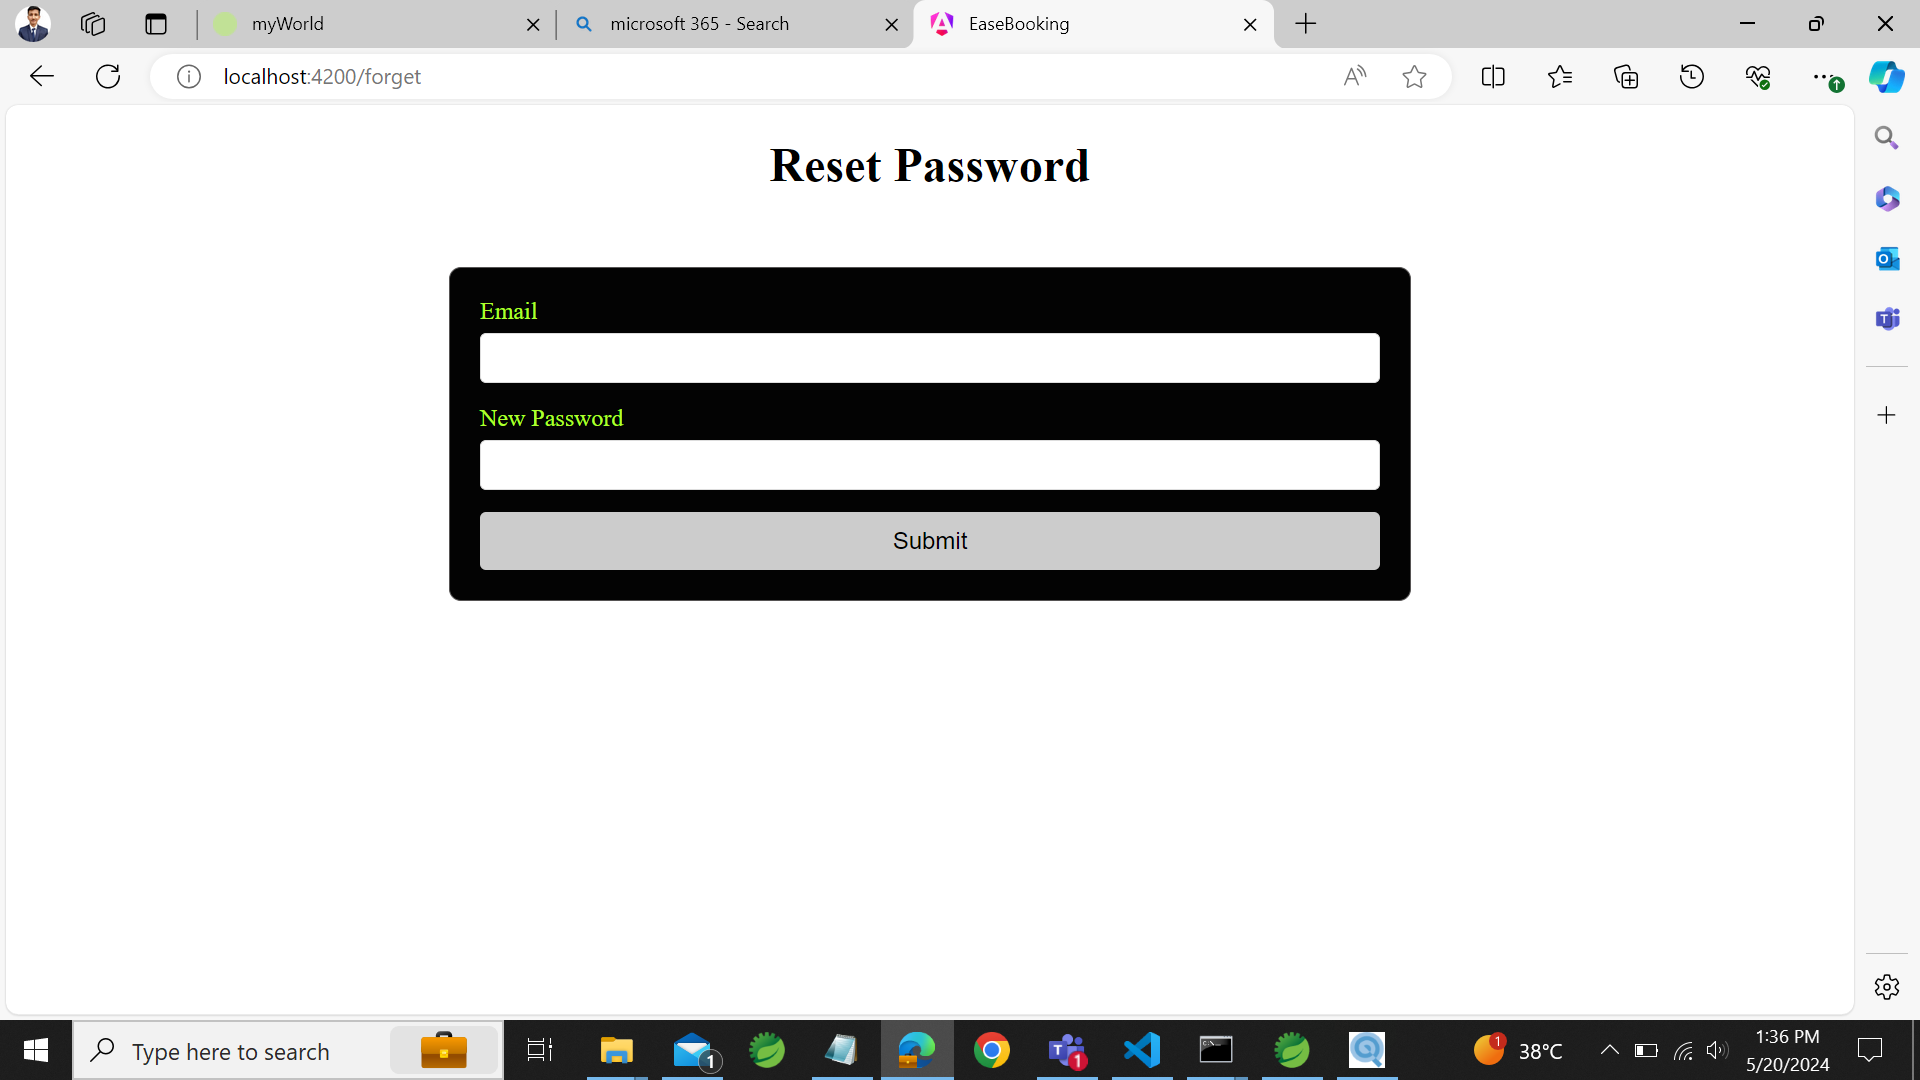 myWorld
microsoft 365 - Search
EaseBooking
localhost:4200/forget
Reset Password
Email
New Password
Submit
Type here to search
1
1
1
38°C
1:36 PM
5/20/2024